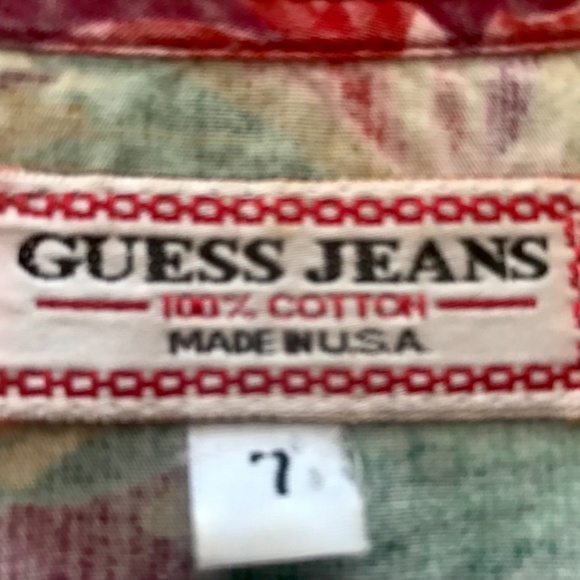 GUESS JEANS
100% COTTON
MADE IN U.S.A.
7